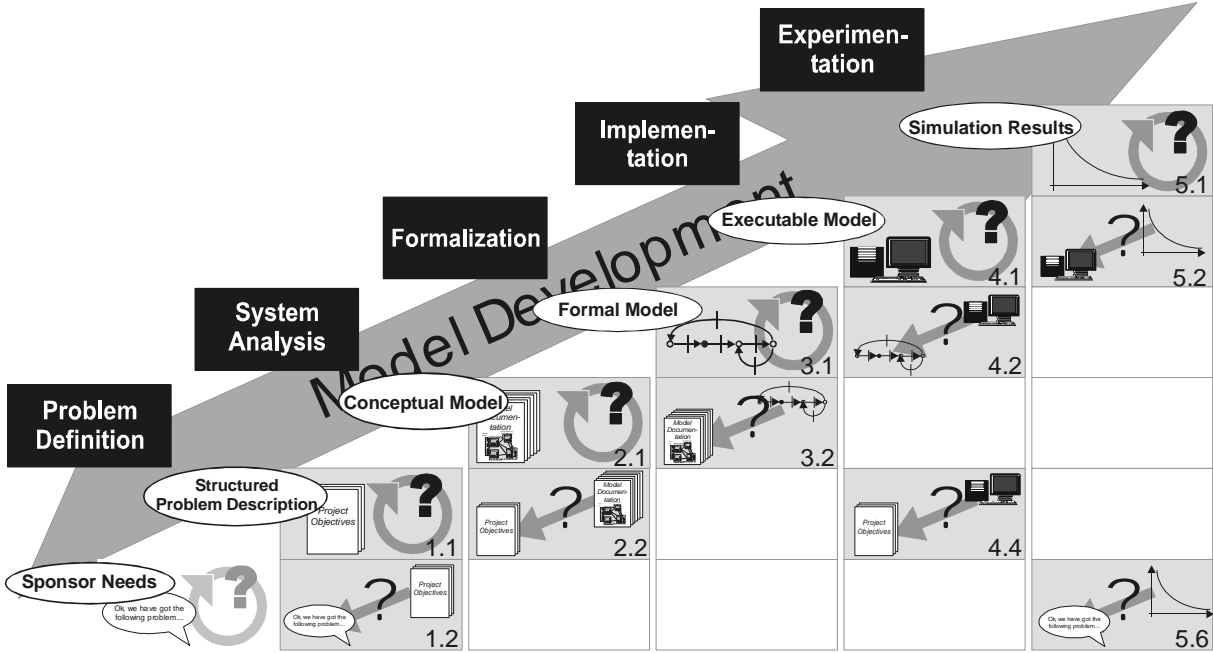 Experimen-
tation
Implemen-
tation
Simulation Results
5.1
Formalization
Executable Model
4.1
5.2
Model Development
System
Analysis
Formal Model
3.1
4.2
Problem
Definition
Conceptual Model
Model
Documen-
tation
2.1
Model
Documen-
tation
3.2
Structured
Problem Description
Project
Objectives
1.1
Project
Objectives
Model
Documen-
tation
2.2
Project
Objectives
4.4
Sponsor Needs
Ok, we have got the
following problem...
Ok, we have got the
following problem...
Project
Objectives
1.2
Ok, we have got the
following problem...
5.6